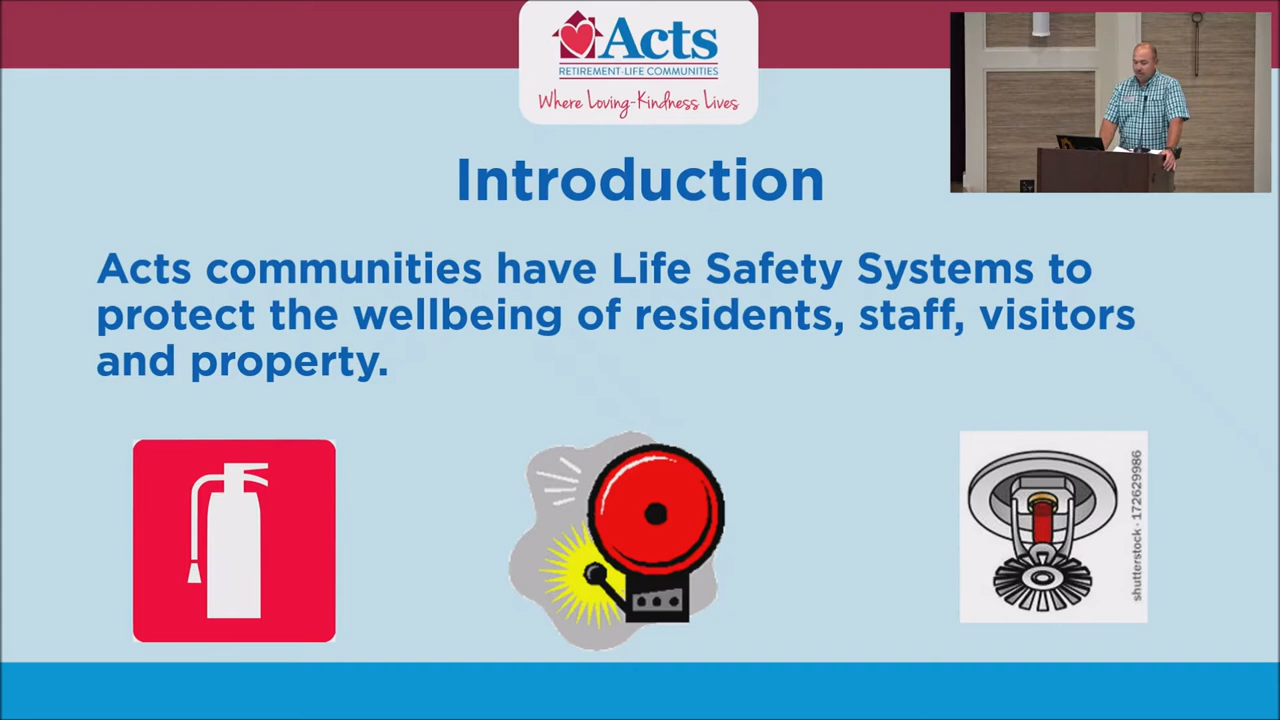 Acts
RETIREMENT-LIFE COMMUNITIES
Where Loving-Kindness Lives
Introduction
Acts communities have Life Safety Systems to
protect the wellbeing of residents, staff, visitors
and property.
shutterstock · 172629986